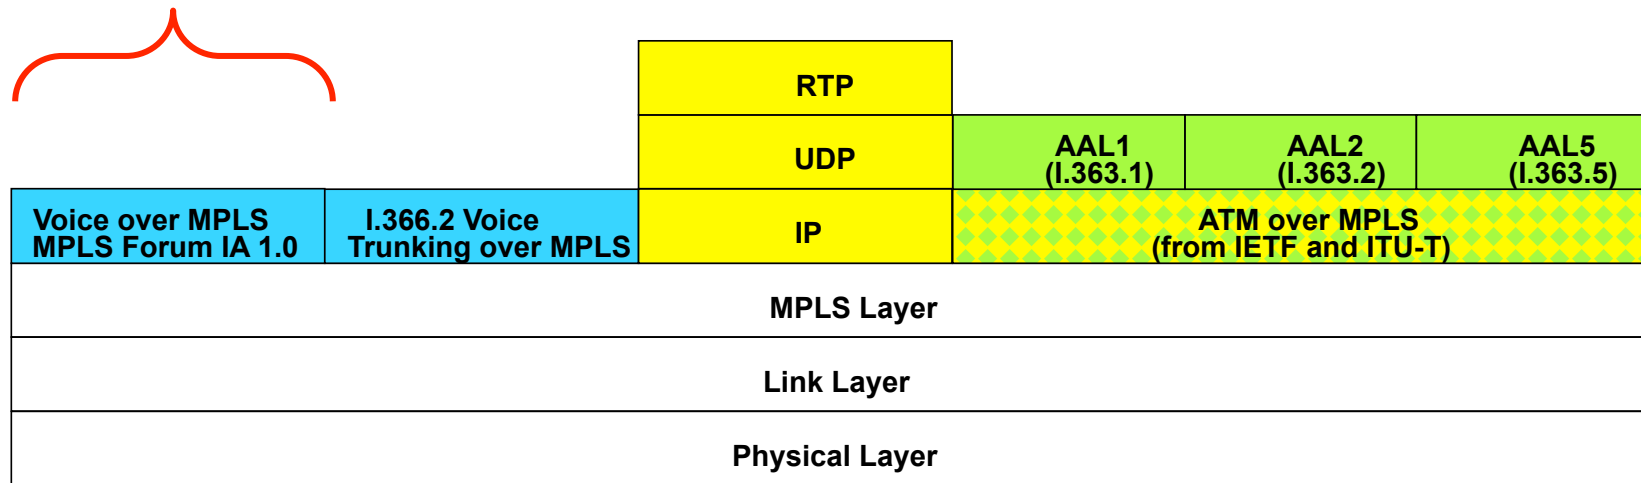 RTP
UDP
AAL1
(I.363.1)
AAL2
(I.363.2)
AAL5
(I.363.5)
Voice over MPLS
MPLS Forum IA 1.0
I.366.2 Voice
Trunking over MPLS
IP
ATM over MPLS
(from IETF and ITU-T)
MPLS Layer
Link Layer
Physical Layer